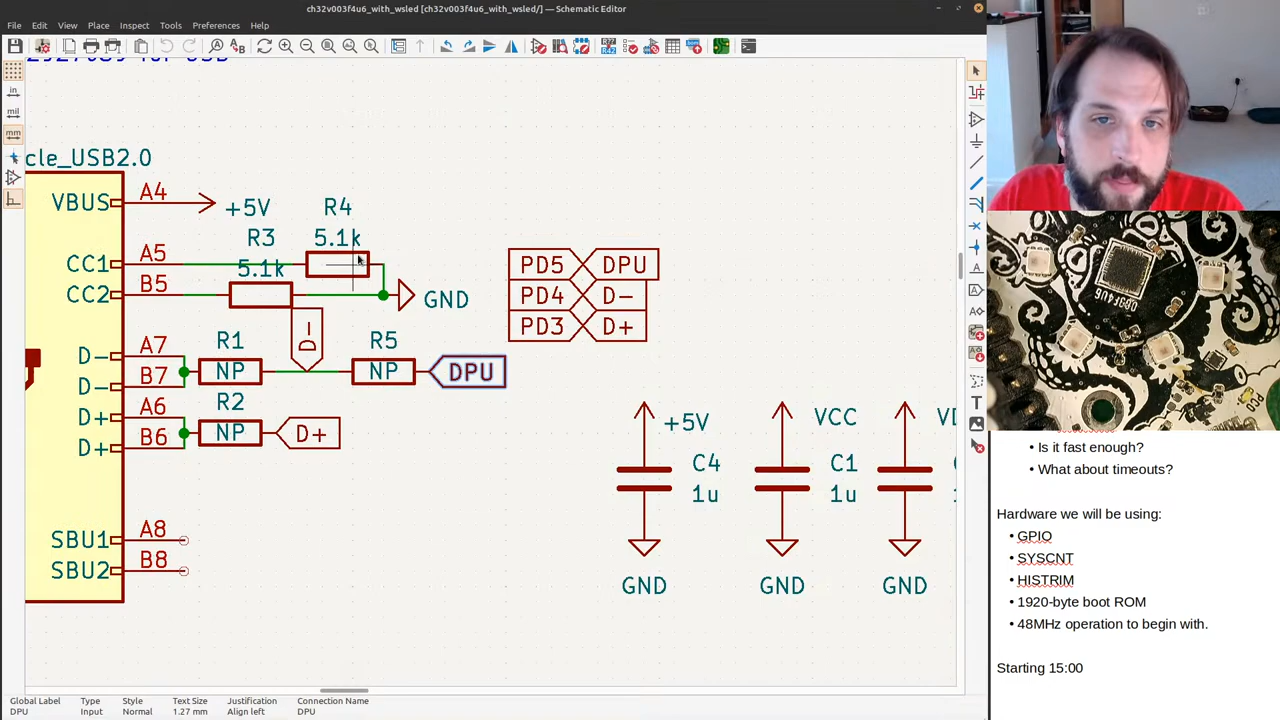 ch32v003f4u6_with_wsled [ch32v003f4u6_with_wsled/] — Schematic Editor
File Edit View Place Inspect Tools Preferences Help
in
mil
mm
cle_USB2.0
VBUS A4 +5V
CC1 A5
CC2 B5
R3
5.1k
R4
5.1k
GND
D- A7
D- B7
D+ A6
D+ B6
R1
NP
D-
R5
NP
DPU
R2
NP
D+
SBU1 A8
SBU2 B8
PD5 DPU
PD4 D-
PD3 D+
+5V
C4
1u
GND
VCC
C1
1u
GND
GND
• Is it fast enough?
• What about timeouts?
Hardware we will be using:
• GPIO
• SYSCNT
• HISTRIM
• 1920-byte boot ROM
• 48MHz operation to begin with.
Starting 15:00
Global Label Type Style Text Size Justification Connection Name
DPU Input Normal 1.27 mm Align left DPU